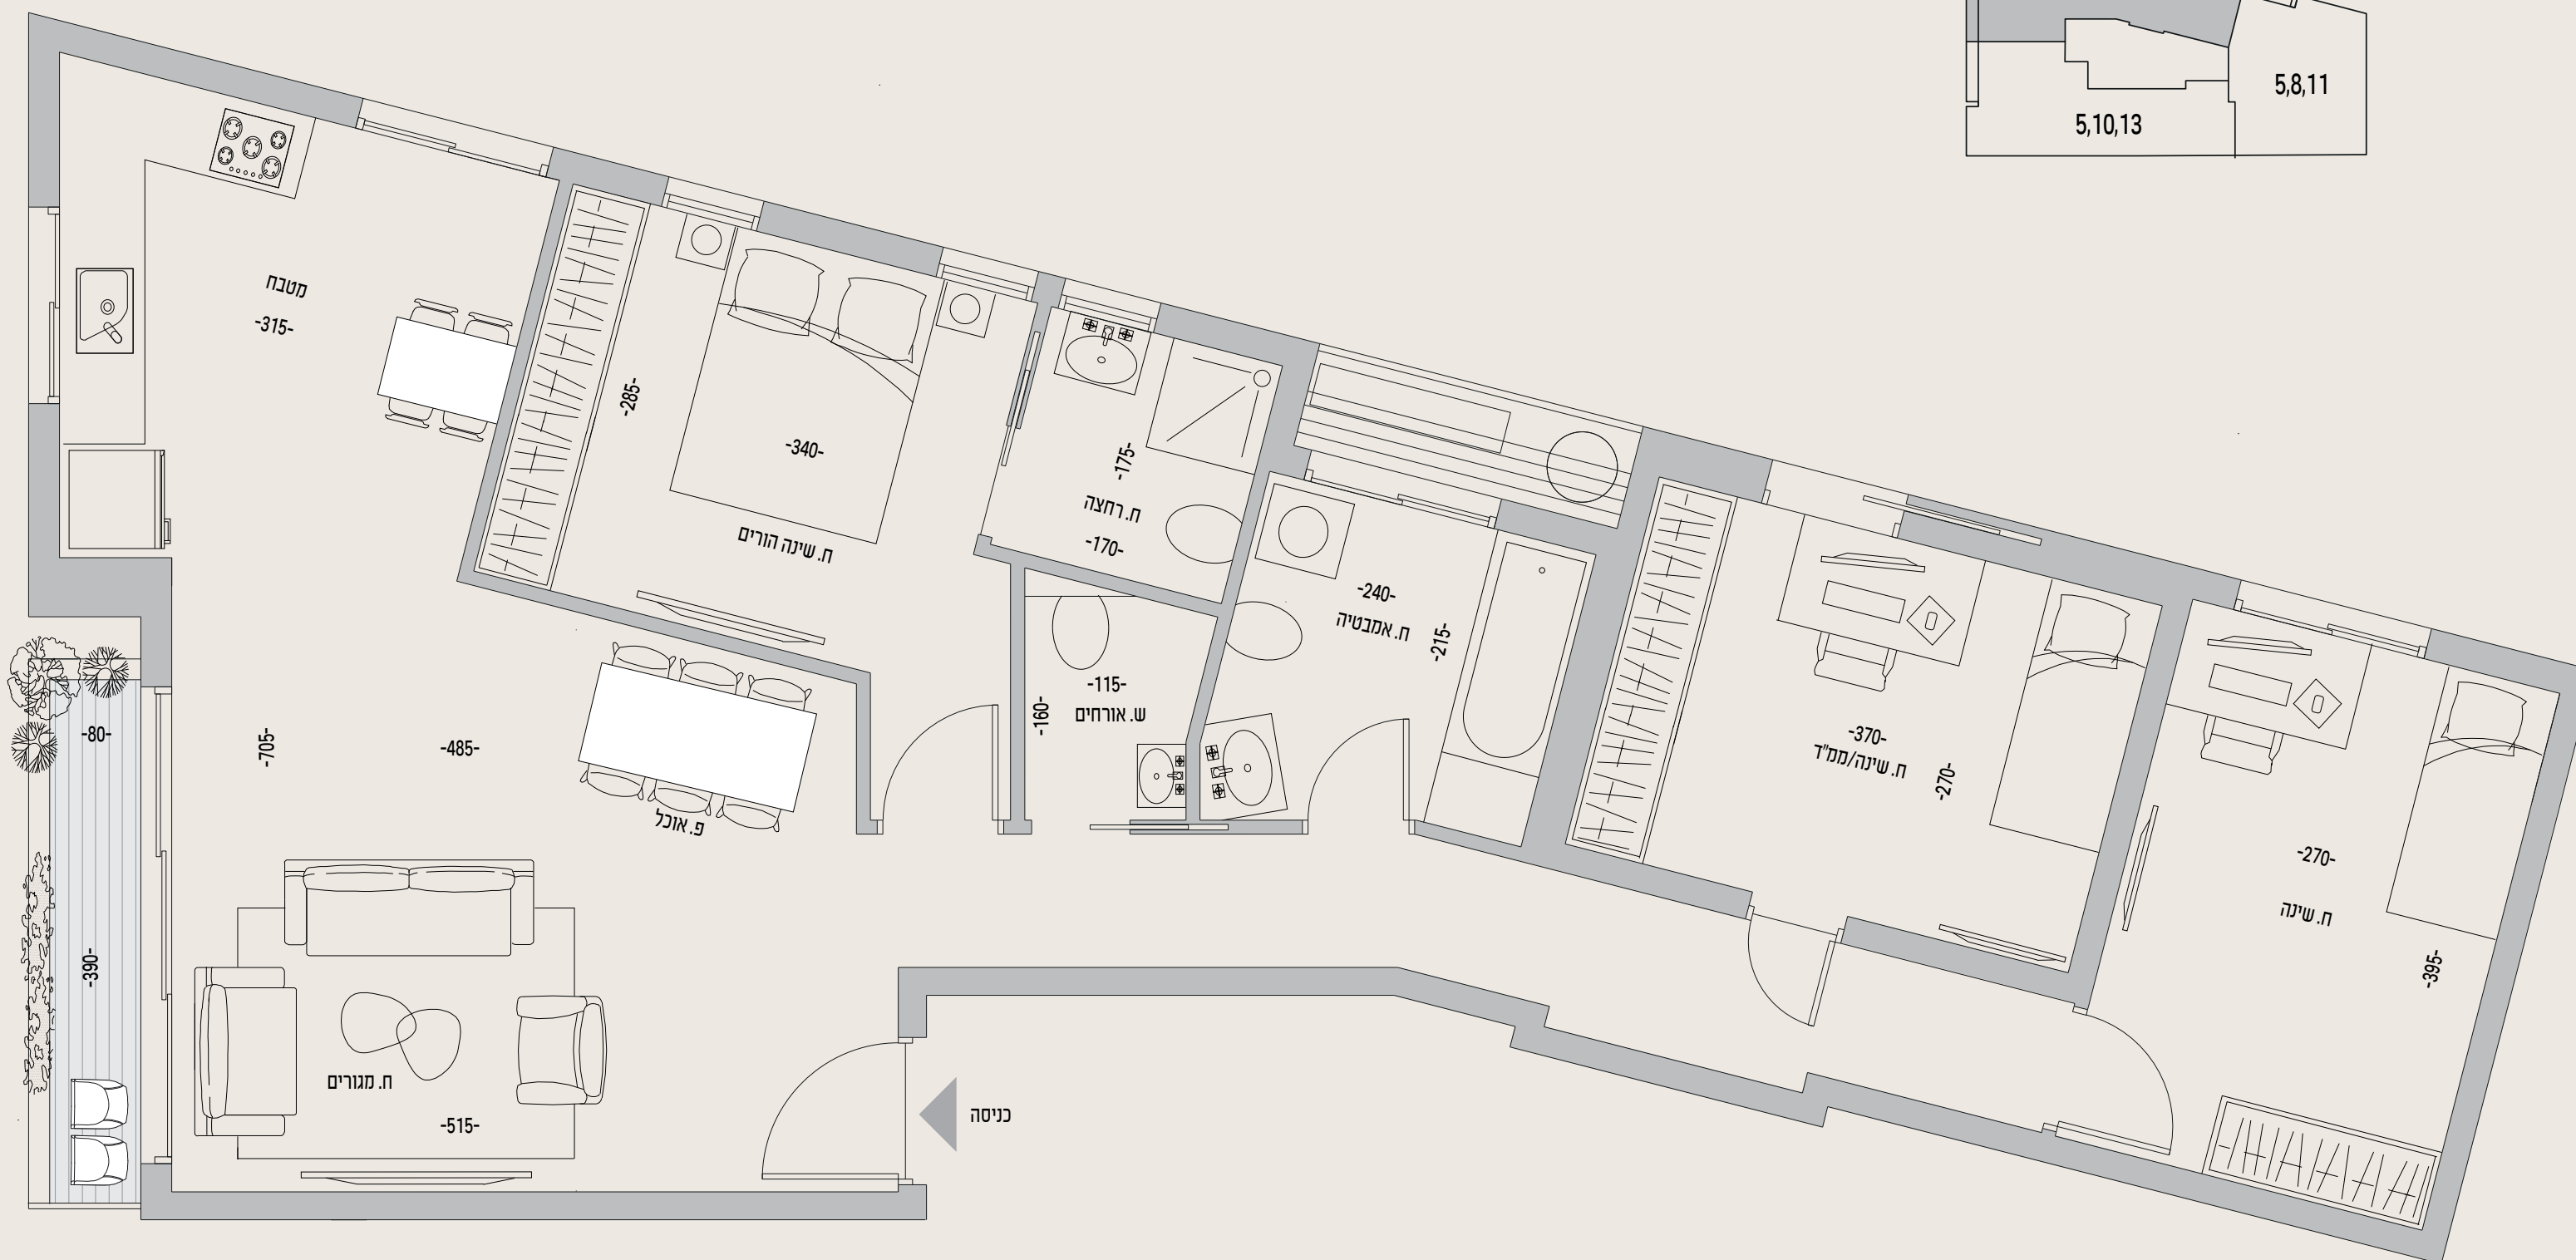 5,8,11
5,10,13
מטבח
-315-
-285-
-340-
ח. שינה הורים
-175-
ח. רחצה
-170-
-240-
ח. אמבטיה
-215-
-115-
ש. אורחים
-160-
-370-
ח. שינה/ממ"ד
-270-
-270-
ח. שינה
-395-
-80-
-390-
-705-
-485-
פ. אוכל
ח. מגורים
-515-
כניסה